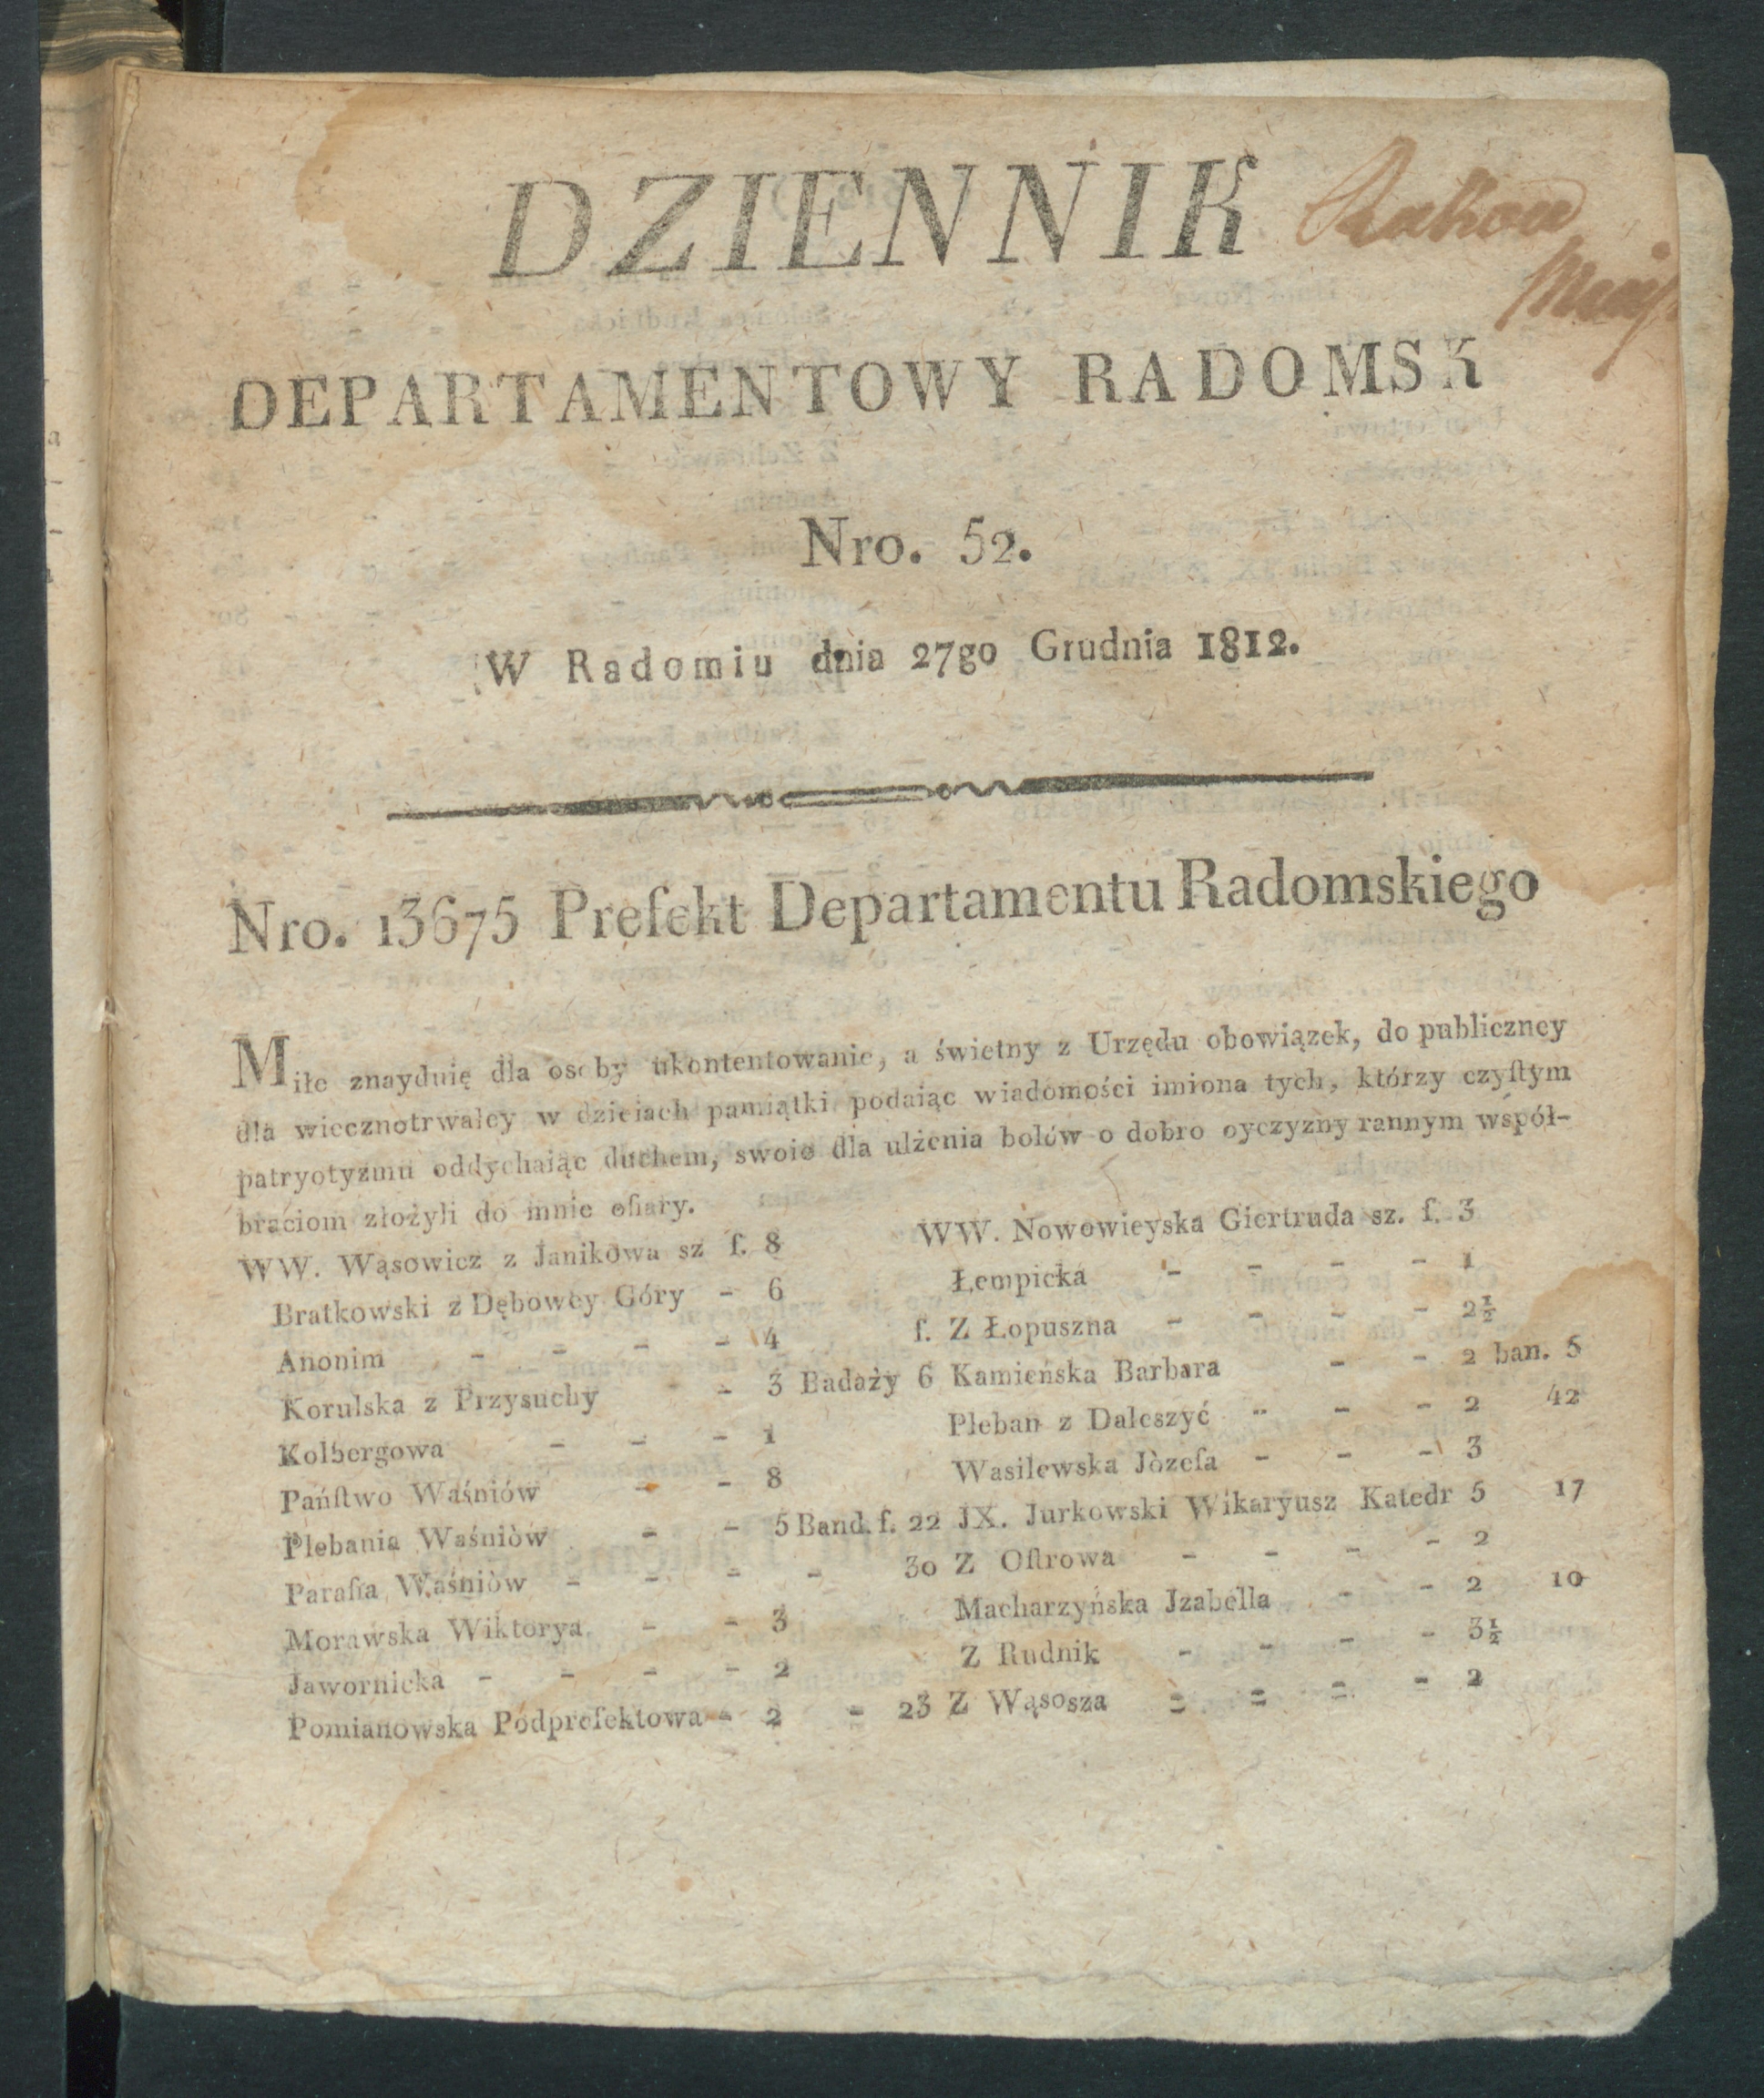 DZIENNIK
Rakow
DEPARTAMENTOWY RADOMSK
Nro. 52.
W Radomiu dnia 27go Grudnia 1812.
Nro. 13675 Prefekt Departamentu Radomskiego
Miłe znayduię dla osoby ukontentowanie, a świetny z Urzędu obowiązek, do publiczney
dla wiecznotrwałey w dzieiach pamiątki podaiąc wiadomości imiona tych, którzy czyſtym
patryotyzmu oddychaiąc duchem, swoie dla ulżenia bolów o dobro oyczyzny rannym współ-
braciom złożyli do mnie ofiary.
WW. Wąsowicz z Janikowa sz f. 8
Bratkowski z Dębowey Góry - 6
Anonim - - - - 4
Korulska z Przysuchy - 3 Badaży 6
Kolbergowa - - - 1
Pańſtwo Waśniów - - 8
Plebania Waśniòw - - 5 Band. f. 22
Parafia Waśniòw - - - - 30
Morawska Wiktorya - - 3
Jawornicka - - - - 2
Pomianowska Pódprefektowa - 2 - 23
WW. Nowowieyska Giertruda sz. f. 3
Łempicka - - - - 1
f. Z Łopuszna - - - - 2½
Kamieńska Barbara - - 2 ban. 5
Pleban z Daleszyć - - - 2 42
Wasilewska Jòzefa - - - 3
JX. Jurkowski Wikaryusz Katedr 5 17
Z Oſtrowa - - - - 2
Macharzyńska Jzabella - - 2 10
Z Rudnik - - - - 3½
Z Wąsosza - - - - 2